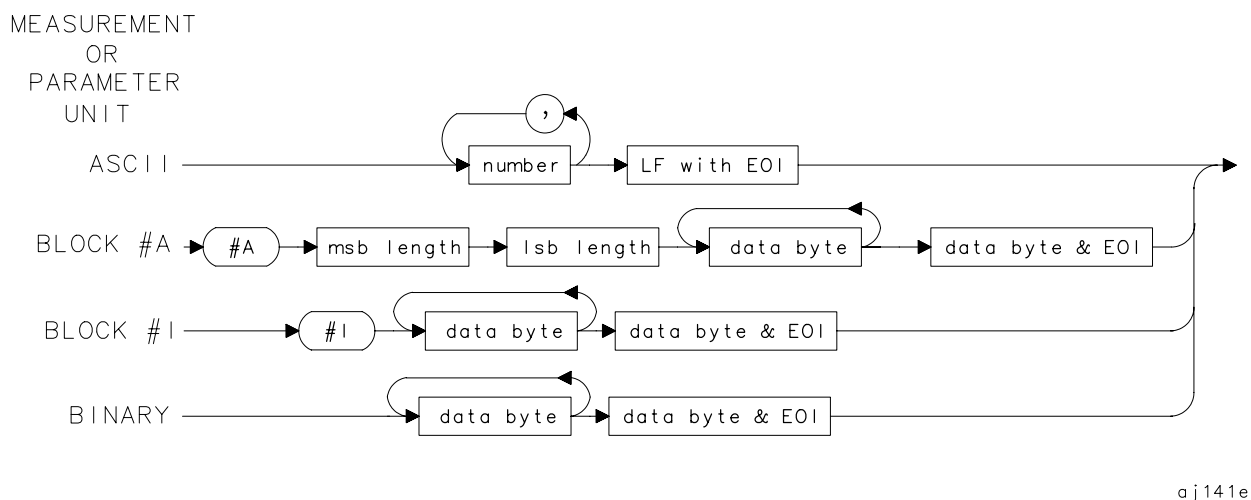 MEASUREMENT
OR
PARAMETER
UNIT
,
ASCII number LF with EOI
BLOCK #A #A msb length lsb length data byte data byte & EOI
BLOCK #I #I data byte data byte & EOI
BINARY data byte data byte & EOI
aj141e